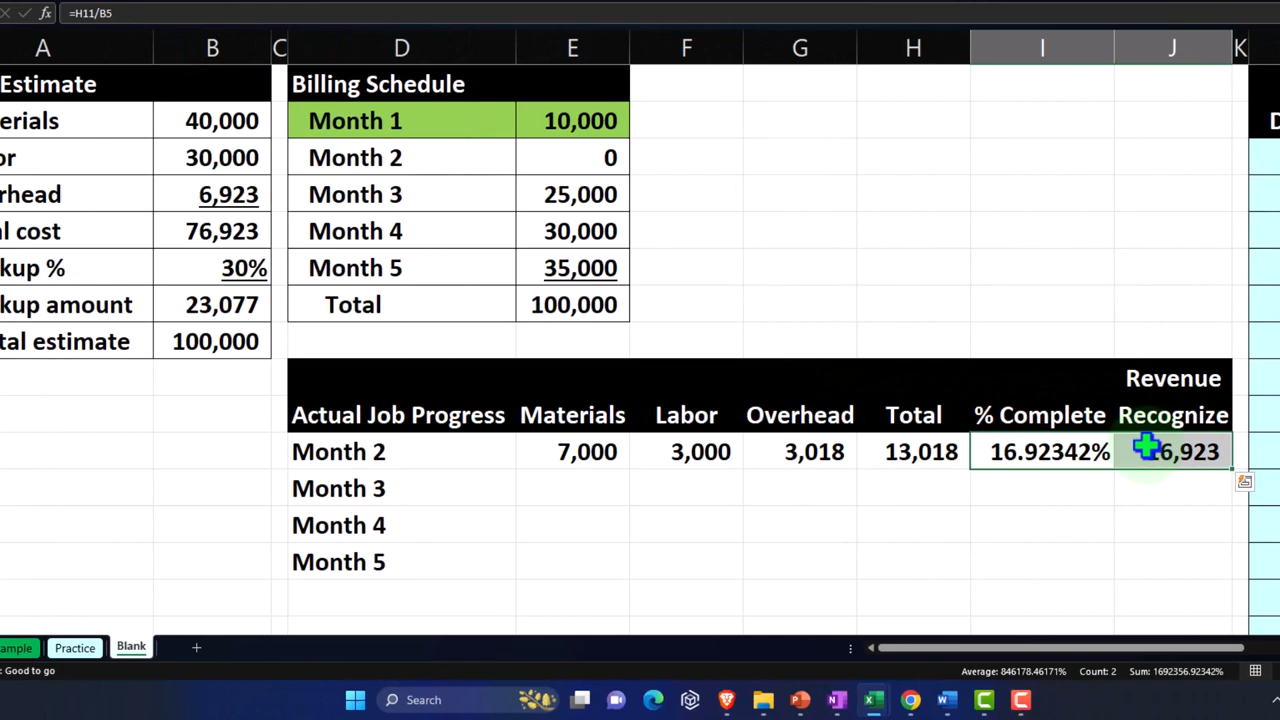 =H11/B5
A B C D E F G H I J K
Estimate Billing Schedule
erials 40,000 Month 1 10,000 D
or 30,000 Month 2 0
rhead 6,923 Month 3 25,000
al cost 76,923 Month 4 30,000
kup % 30% Month 5 35,000
kup amount 23,077 Total 100,000
tal estimate 100,000
Revenue
Actual Job Progress Materials Labor Overhead Total % Complete Recognize
Month 2 7,000 3,000 3,018 13,018 16.92342% 16,923
Month 3
Month 4
Month 5
ample Practice Blank
: Good to go Average: 846178.46171% Count: 2 Sum: 1692356.92342%
Search